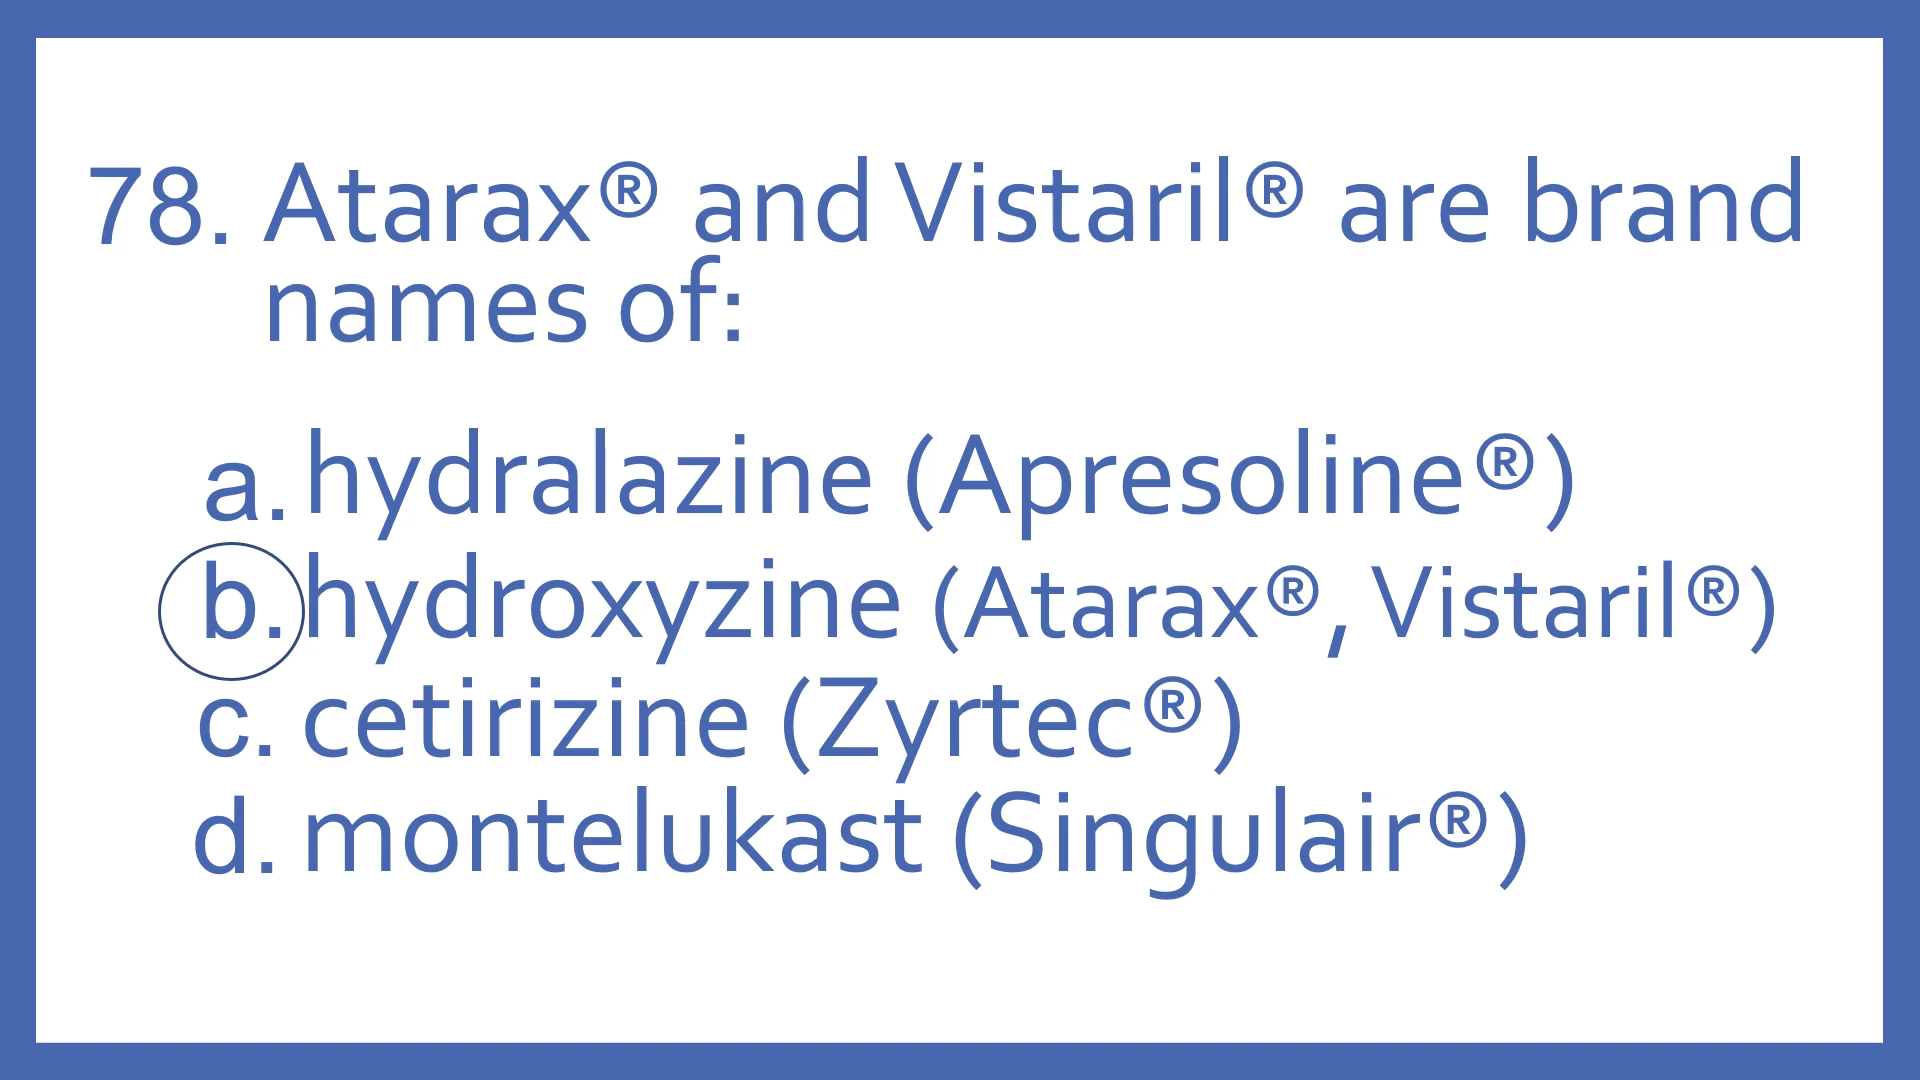 78. Atarax® and Vistaril® are brand
names of:
a. hydralazine (Apresoline®)
b. hydroxyzine (Atarax®, Vistaril®)
c. cetirizine (Zyrtec®)
d. montelukast (Singulair®)